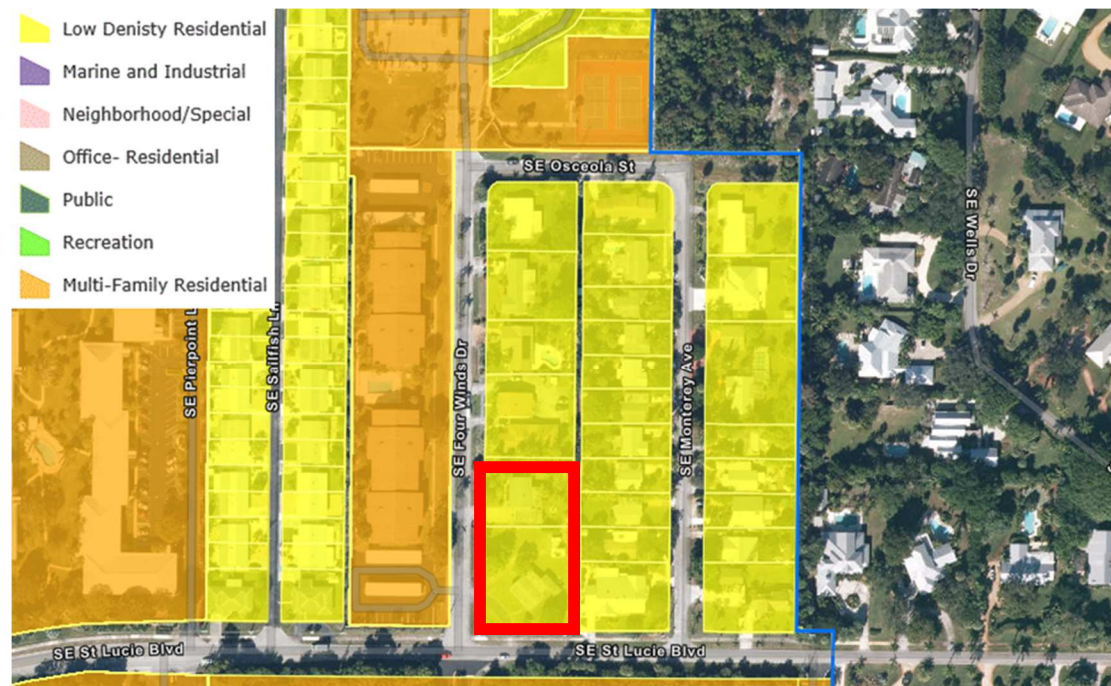 Low Denisty Residential
Marine and Industrial
Neighborhood/Special
Office- Residential
Public
Recreation
Multi-Family Residential
SE Osceola St
SE Wells Dr
SE Pierpoint L
SE Sailfish Ln
SE Four Winds Dr
SE Monterey Ave
SE St Lucie Blvd
SE St Lucie Blvd